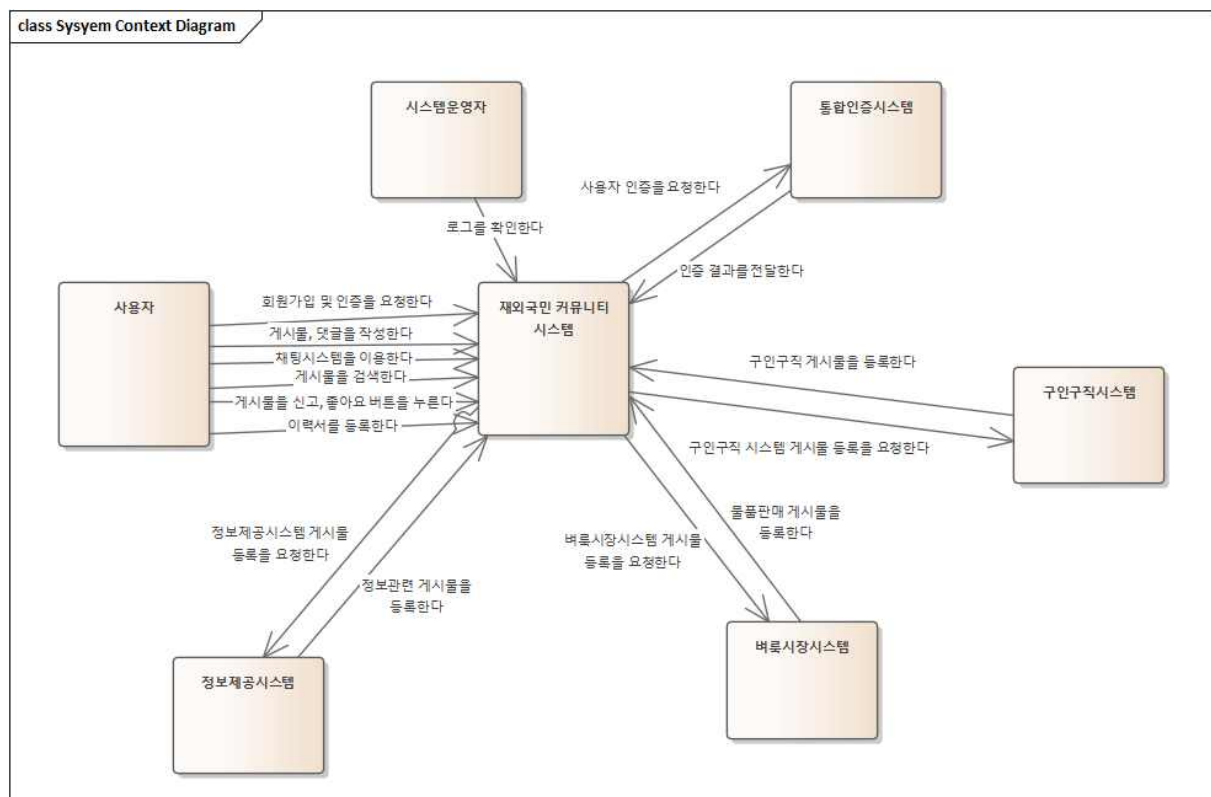 class Sysyem Context Diagram
시스템운영자
통합인증시스템
사용자 인증을 요청한다
로그를 확인한다
인증 결과를전달한다
사용자
회원가입 및 인증을 요청한다
게시물, 댓글을 작성한다
채팅시스템을 이용한다
게시물을 검색한다
게시물을 신고, 좋아요 버튼을 누른다
이력서를 등록한다
재외국민 커뮤니티
시스템
구인구직 게시물을 등록한다
구인구직시스템
구인구직 시스템 게시물 등록을 요청한다
정보제공시스템 게시물
등록을 요청한다
정보관련 게시물을
등록한다
벼룩시장시스템 게시물
등록을 요청한다
물품판매 게시물을
등록한다
정보제공시스템
벼룩시장시스템